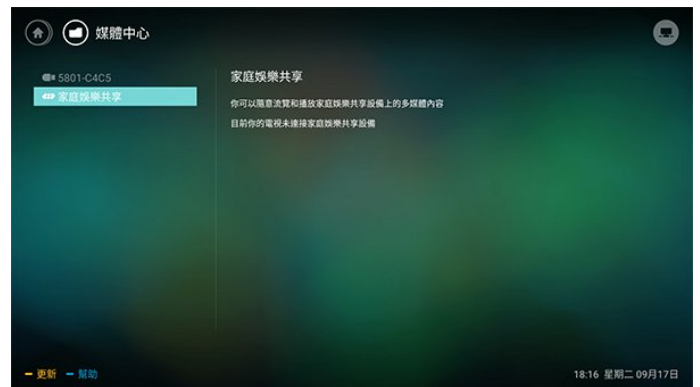 媒體中心
5801-C4C5
家庭娛樂共享
家庭娛樂共享
你可以隨意流覽和播放家庭娛樂共享設備上的多媒體內容
目前你的電視未連接家庭娛樂共享設備
更新 幫助
18:16 星期二 09月17日